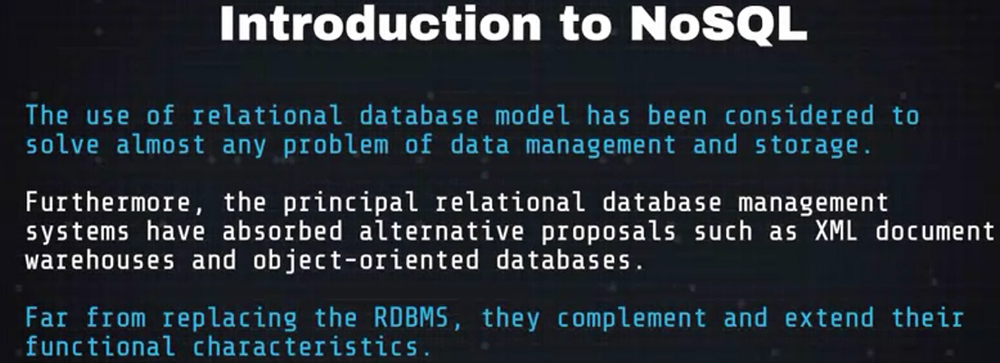 Introduction to NoSQL
The use of relational database model has been considered to
solve almost any problem of data management and storage.
Furthermore, the principal relational database management
systems have absorbed alternative proposals such as XML document
warehouses and object-oriented databases.
Far from replacing the RDBMS, they complement and extend their
functional characteristics.